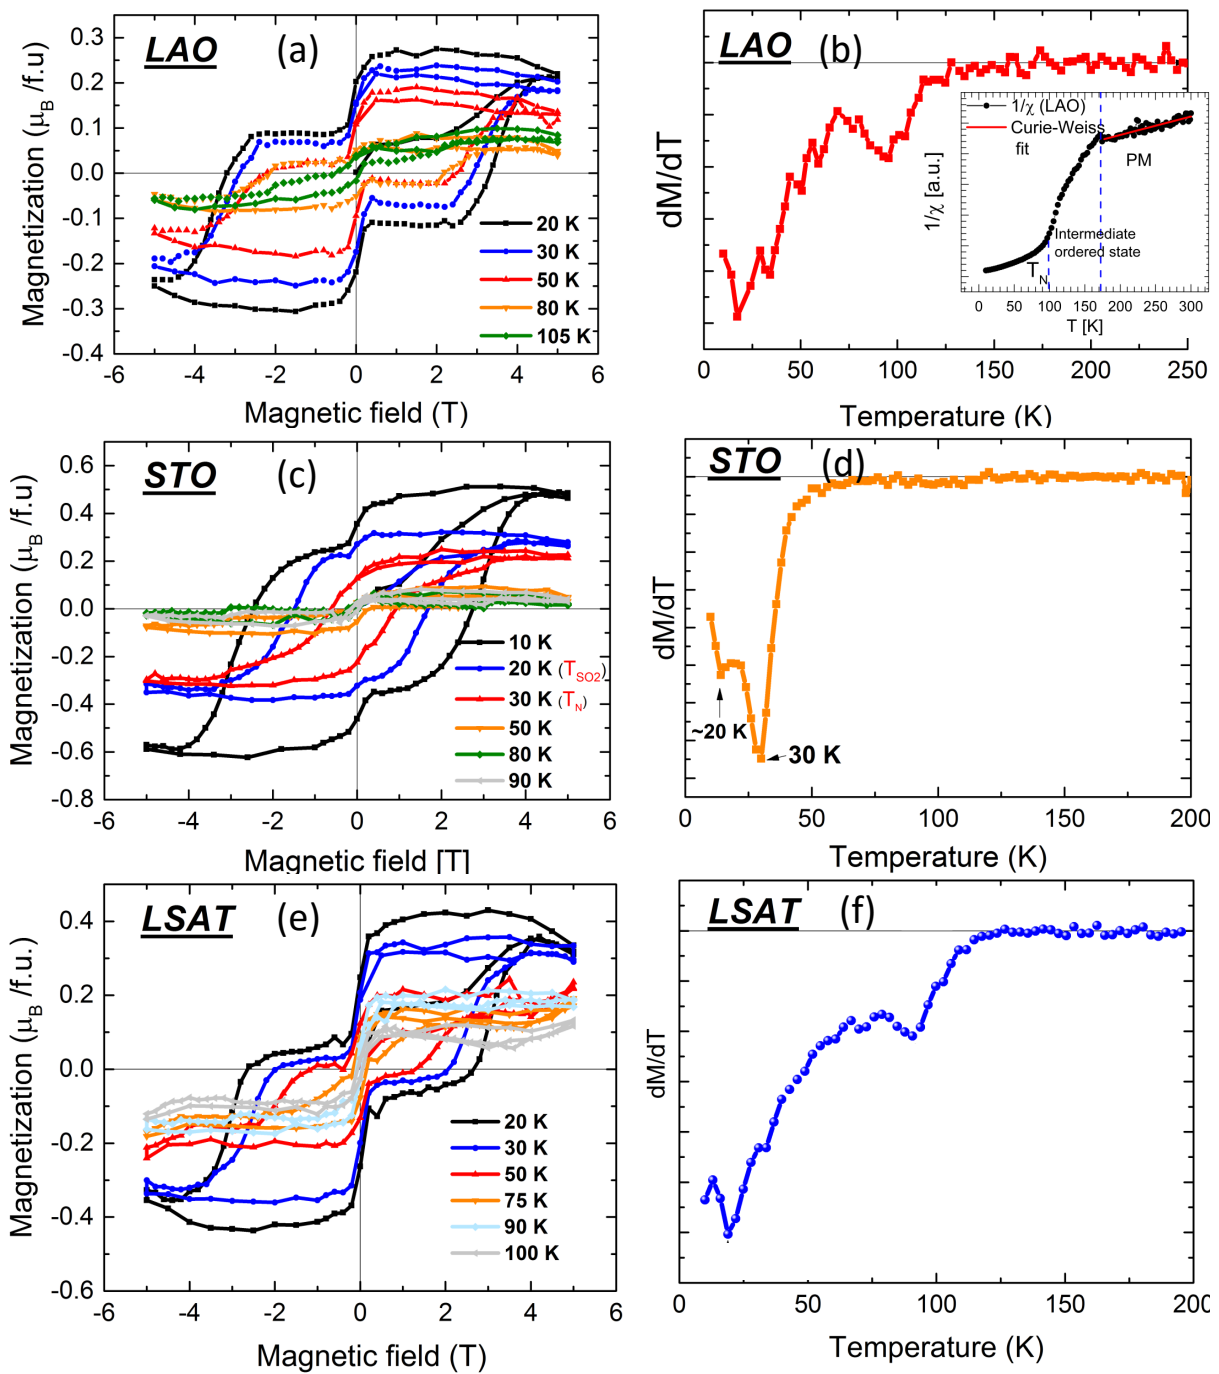 LAO (a)
0.3
0.2
0.1
0.0
-0.1
-0.2
-0.3
-0.4
Magnetization (μB /f.u)
20 K
30 K
50 K
80 K
105 K
-6 -4 -2 0 2 4 6
Magnetic field (T)
LAO (b)
dM/dT
1/χ (LAO)
Curie-Weiss
fit
PM
1/χ [a.u.]
Intermediate
ordered state
TN
0 50 100 150 200 250 300
T [K]
0 50 100 150 200 250
Temperature (K)
STO (c)
0.6
0.4
0.2
0.0
-0.2
-0.4
-0.6
-0.8
Magnetization (μB /f.u)
10 K
20 K (TSO2)
30 K (TN)
50 K
80 K
90 K
-6 -4 -2 0 2 4 6
Magnetic field [T]
STO (d)
dM/dT
~20 K
30 K
0 50 100 150 200
Temperature (K)
LSAT (e)
0.4
0.2
0.0
-0.2
-0.4
-0.6
Magnetization (μB /f.u.)
20 K
30 K
50 K
75 K
90 K
100 K
-6 -4 -2 0 2 4 6
Magnetic field (T)
LSAT (f)
dM/dT
0 50 100 150 200
Temperature (K)